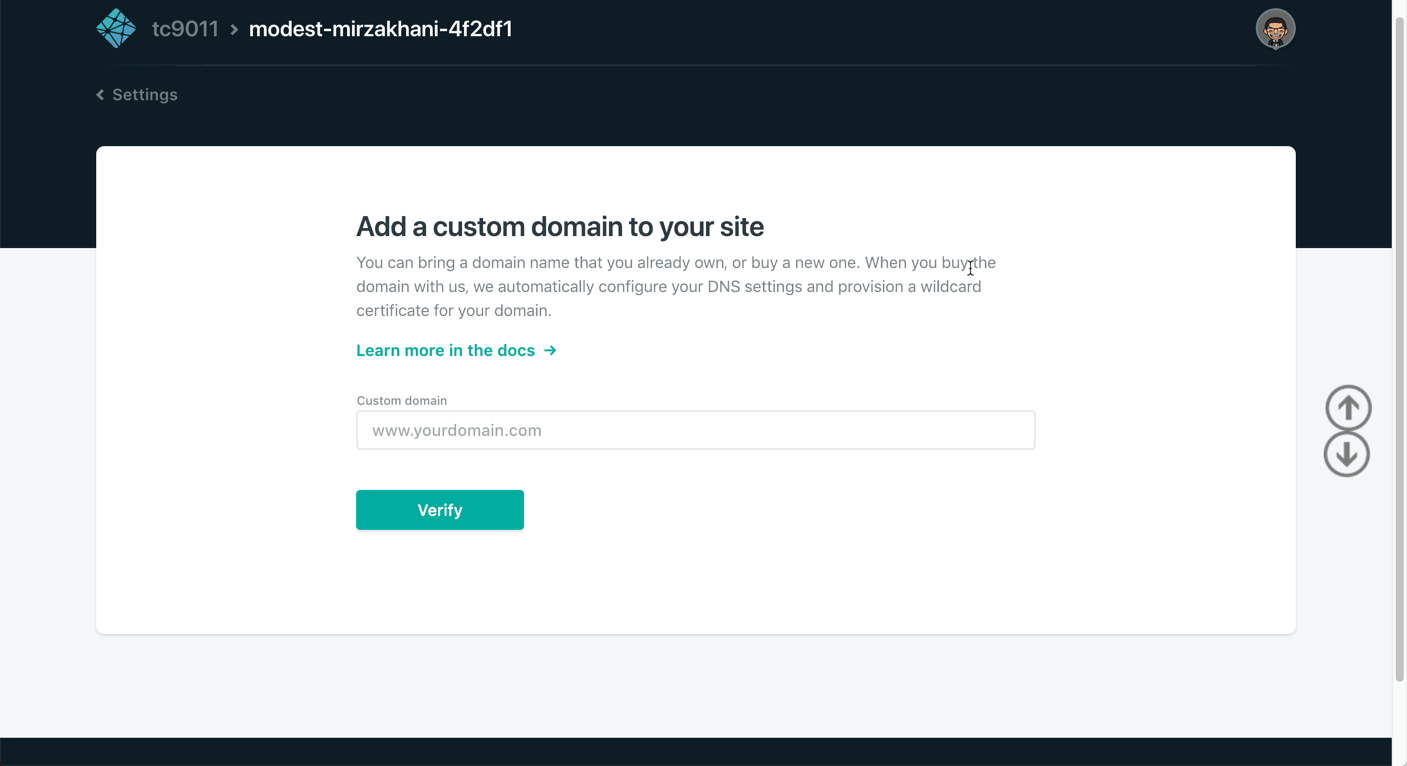 tc9011 > modest-mirzakhani-4f2df1
Settings
Add a custom domain to your site
You can bring a domain name that you already own, or buy a new one. When you buy the
domain with us, we automatically configure your DNS settings and provision a wildcard
certificate for your domain.
Learn more in the docs →
Custom domain
www.yourdomain.com
Verify